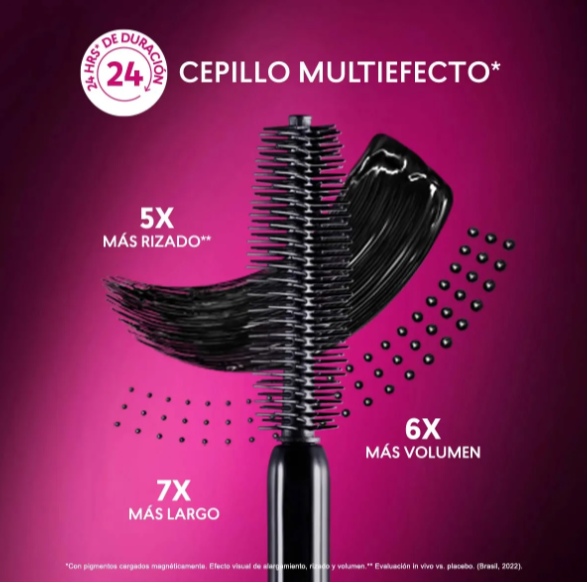 24 HRS* DE DURACIÓN
24
CEPILLO MULTIEFECTO*
5X
MÁS RIZADO**
6X
MÁS VOLUMEN
7X
MÁS LARGO
*Con pigmentos cargados magnéticamente. Efecto visual de alargamiento, rizado y volumen.** Evaluación in vivo vs. placebo. (Brasil, 2022).